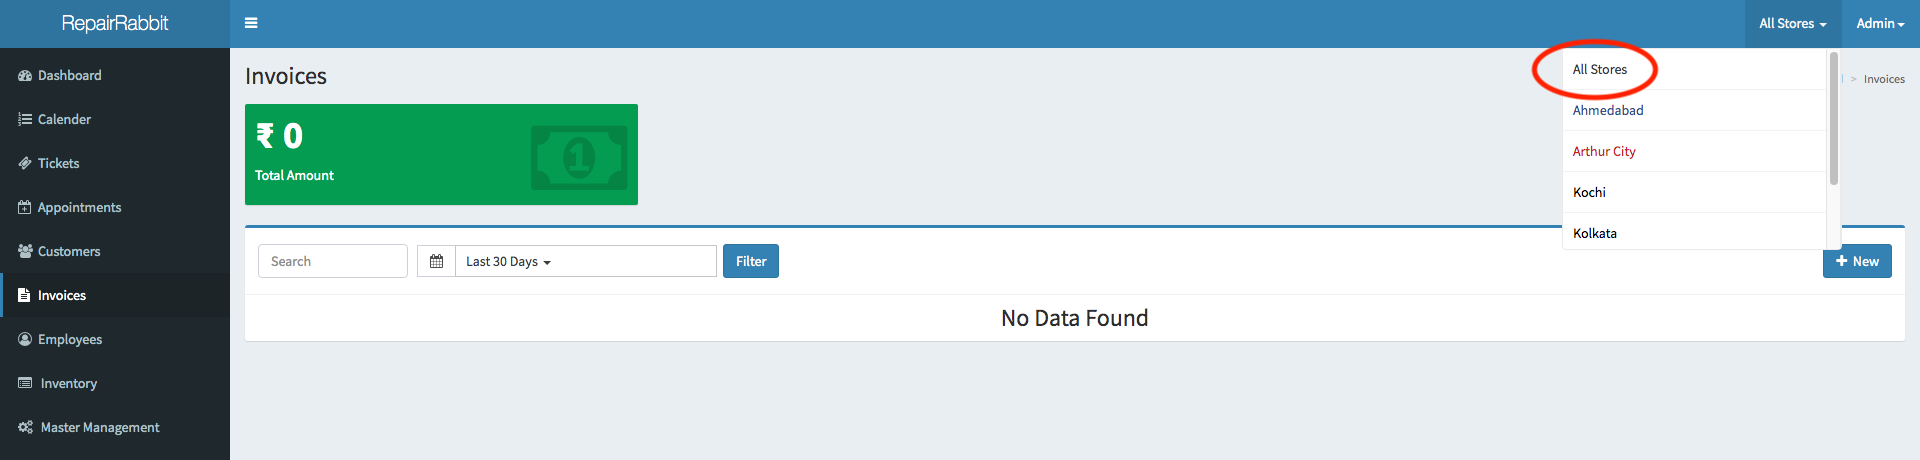 RepairRabbit
All Stores
Admin
Dashboard
Calender
Tickets
Appointments
Customers
Invoices
Employees
Inventory
Master Management
Invoices
> Invoices
₹ 0
Total Amount
All Stores
Ahmedabad
Arthur City
Kochi
Kolkata
Search
Last 30 Days
Filter
New
No Data Found